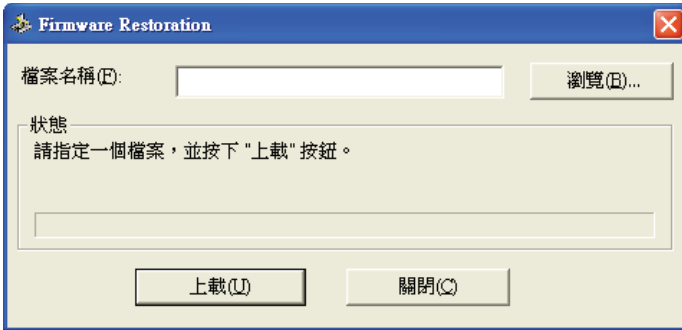 Firmware Restoration
檔案名稱(F):
瀏覽(B)...
狀態
請指定一個檔案，並按下 "上載" 按鈕。
上載(U)
關閉(C)